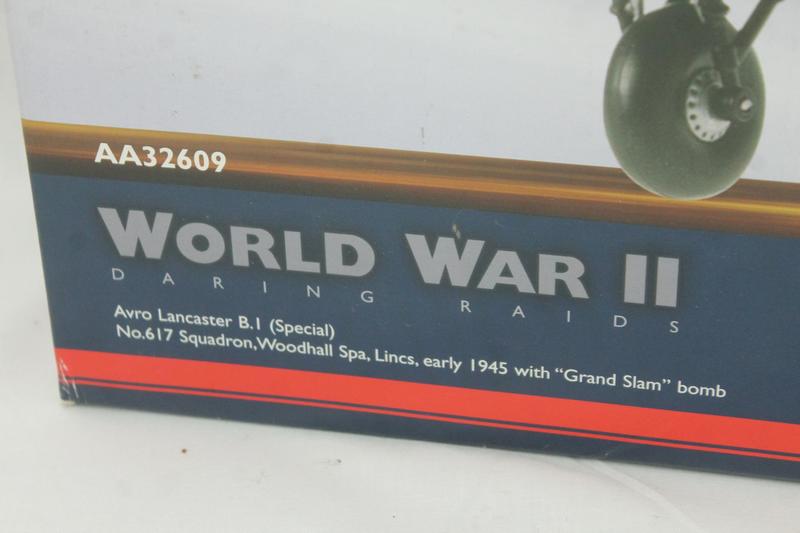 AA32609
WORLD WAR II
DARING RAIDS
Avro Lancaster B.I (Special)
No.617 Squadron, Woodhall Spa, Lincs, early 1945 with "Grand Slam" bomb